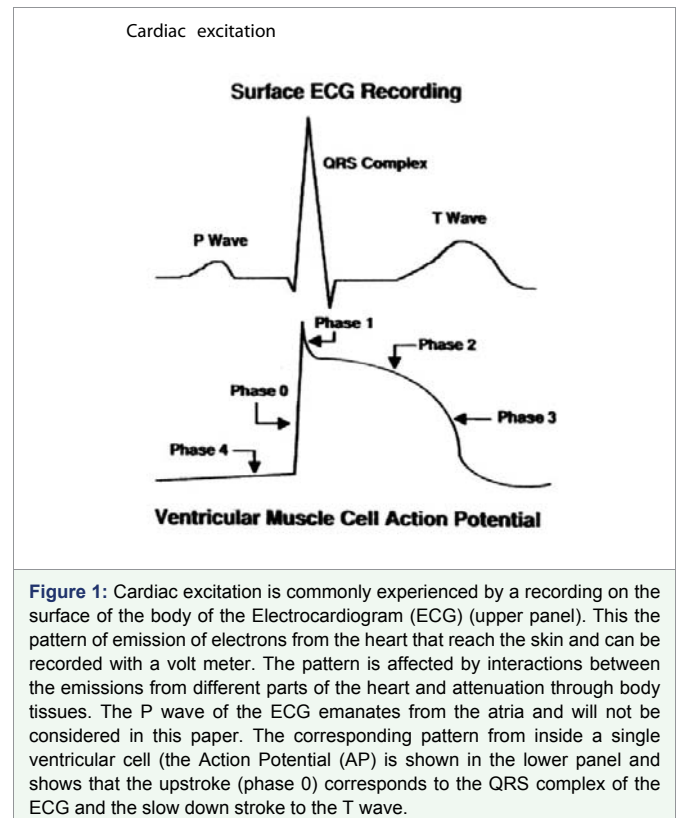 Cardiac excitation
Surface ECG Recording
QRS Complex
T Wave
P Wave
Phase 1
Phase 2
Phase 0
Phase 3
Phase 4
Ventricular Muscle Cell Action Potential
Figure 1: Cardiac excitation is commonly experienced by a recording on the
surface of the body of the Electrocardiogram (ECG) (upper panel). This the
pattern of emission of electrons from the heart that reach the skin and can be
recorded with a volt meter. The pattern is affected by interactions between
the emissions from different parts of the heart and attenuation through body
tissues. The P wave of the ECG emanates from the atria and will not be
considered in this paper. The corresponding pattern from inside a single
ventricular cell (the Action Potential (AP) is shown in the lower panel and
shows that the upstroke (phase 0) corresponds to the QRS complex of the
ECG and the slow down stroke to the T wave.